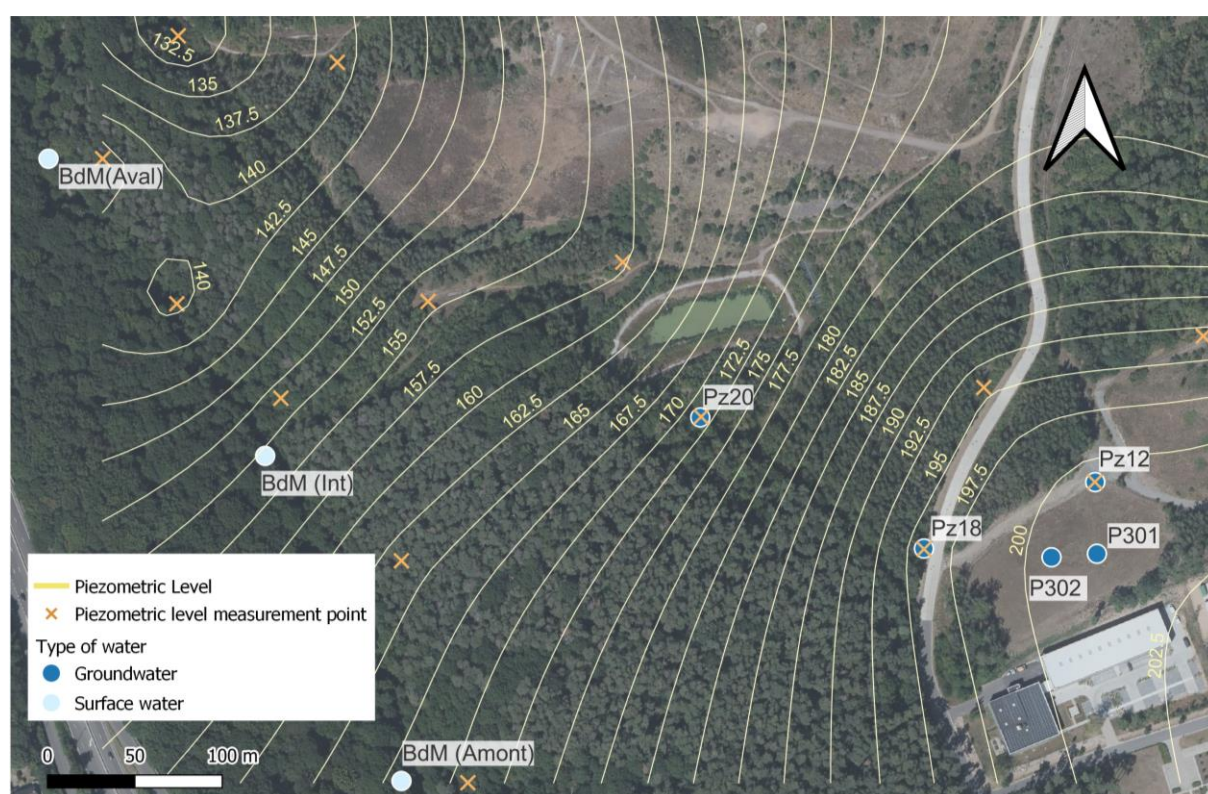 132.5
135
137.5
BdM(Aval)
140
142.5
145
147.5
140
150
152.5
155
157.5
160
162.5
165
167.5
170
172.5
175
177.5
180
182.5
185
187.5
190
192.5
195
197.5
200
202.5
Pz20
BdM (Int)
Pz12
Pz18
P301
P302
BdM (Amont)
Piezometric Level
Piezometric level measurement point
Type of water
Groundwater
Surface water
0 50 100 m